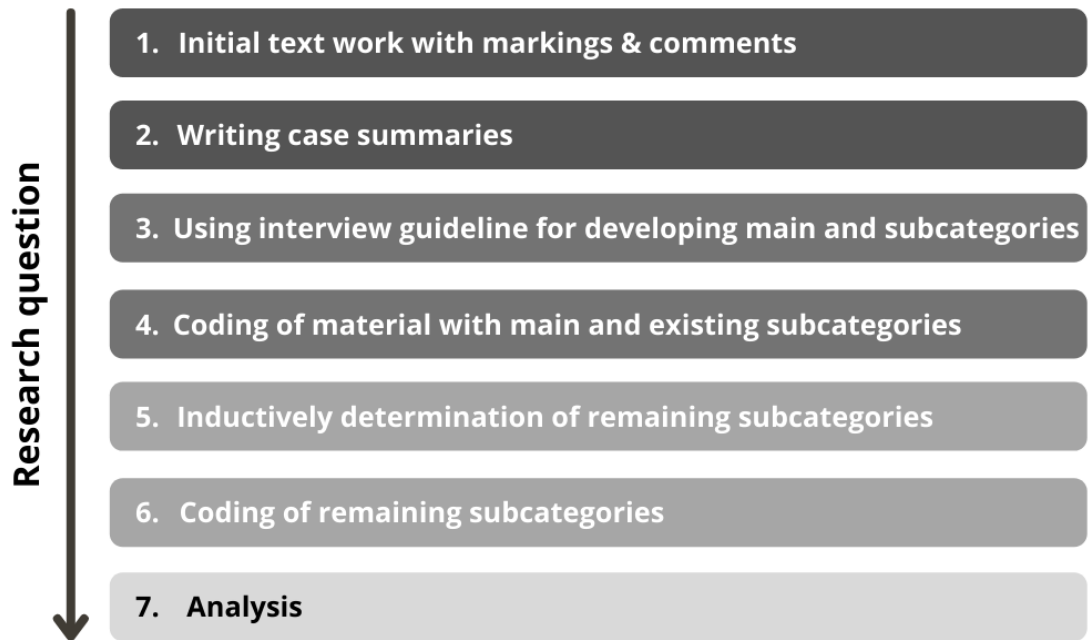 Research question
1. Initial text work with markings & comments
2. Writing case summaries
3. Using interview guideline for developing main and subcategories
4. Coding of material with main and existing subcategories
5. Inductively determination of remaining subcategories
6. Coding of remaining subcategories
7. Analysis